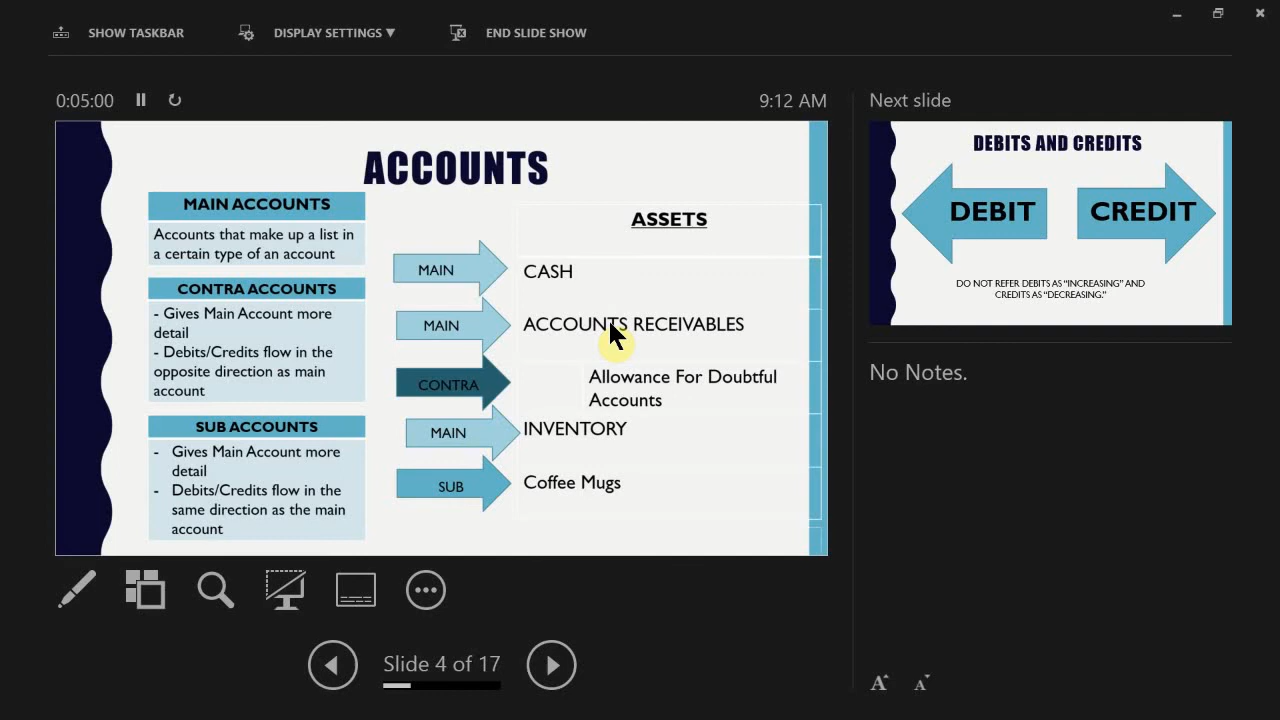 SHOW TASKBAR
DISPLAY SETTINGS ▼
END SLIDE SHOW
0:05:00
9:12 AM
ACCOUNTS
MAIN ACCOUNTS
Accounts that make up a list in
a certain type of an account
CONTRA ACCOUNTS
- Gives Main Account more
detail
- Debits/Credits flow in the
opposite direction as main
account
SUB ACCOUNTS
- Gives Main Account more
detail
- Debits/Credits flow in the
same direction as the main
account
ASSETS
MAIN
CASH
MAIN
ACCOUNTS RECEIVABLES
CONTRA
Allowance For Doubtful
Accounts
MAIN
INVENTORY
SUB
Coffee Mugs
Slide 4 of 17
Next slide
DEBITS AND CREDITS
DEBIT
CREDIT
DO NOT REFER DEBITS AS “INCREASING” AND
CREDITS AS “DECREASING.”
No Notes.
A A